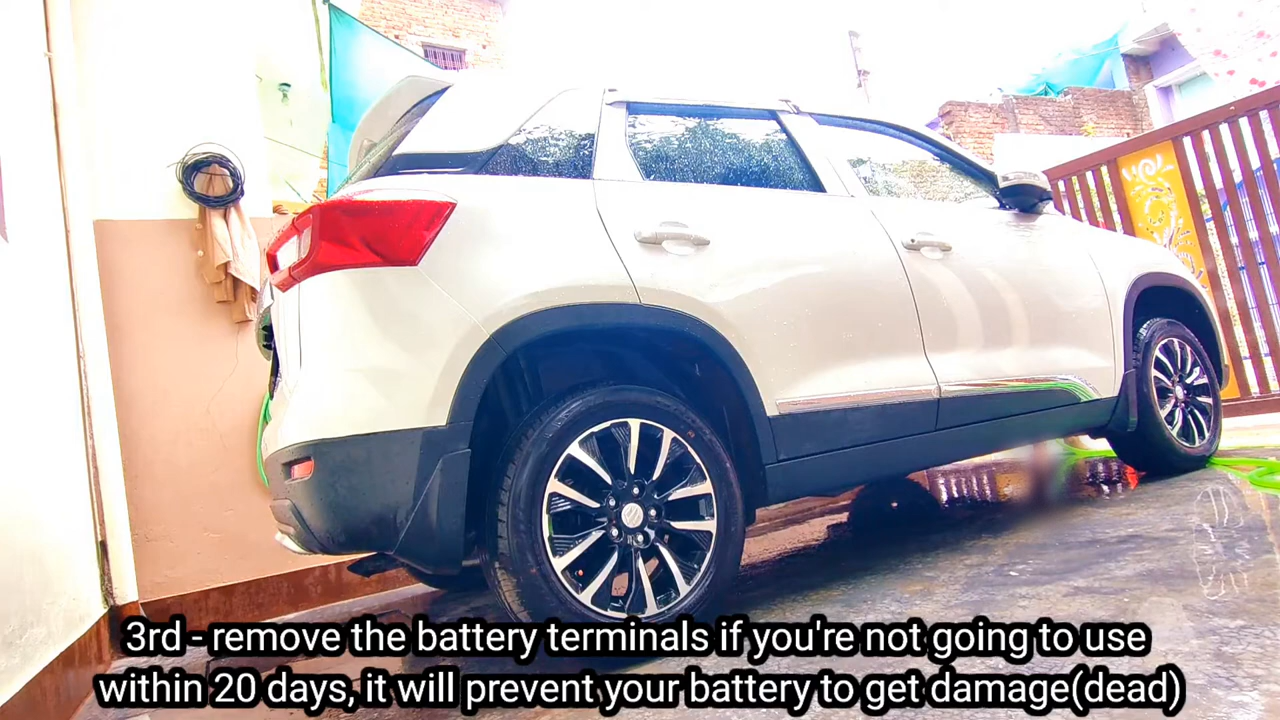 3rd - remove the battery terminals if you're not going to use
within 20 days, it will prevent your battery to get damage(dead)